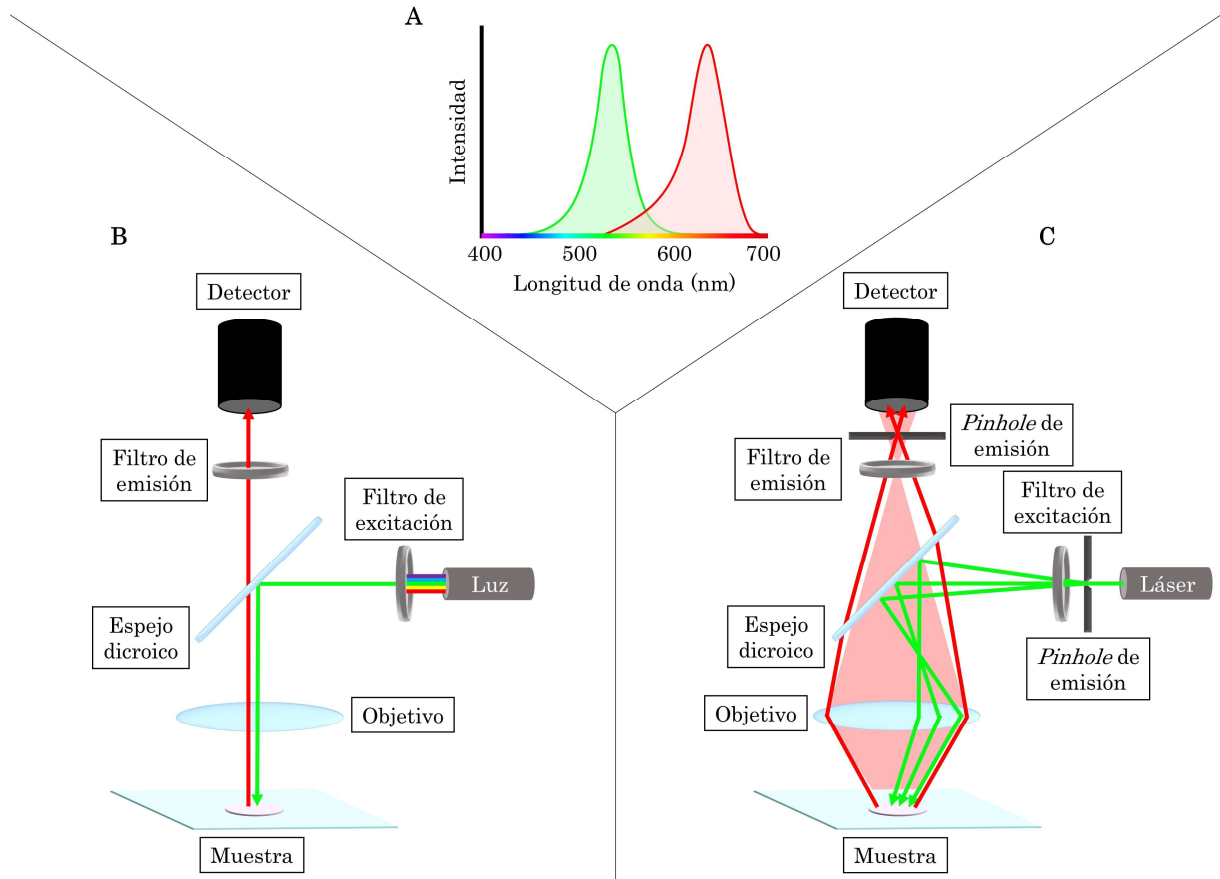 A
Intensidad
400
500
600
700
Longitud de onda (nm)
B
Detector
Filtro de
emisión
Filtro de
excitación
Luz
Espejo
dicroico
Objetivo
Muestra
C
Detector
Pinhole de
emisión
Filtro de
emisión
Filtro de
excitación
Láser
Espejo
dicroico
Pinhole de
emisión
Objetivo
Muestra